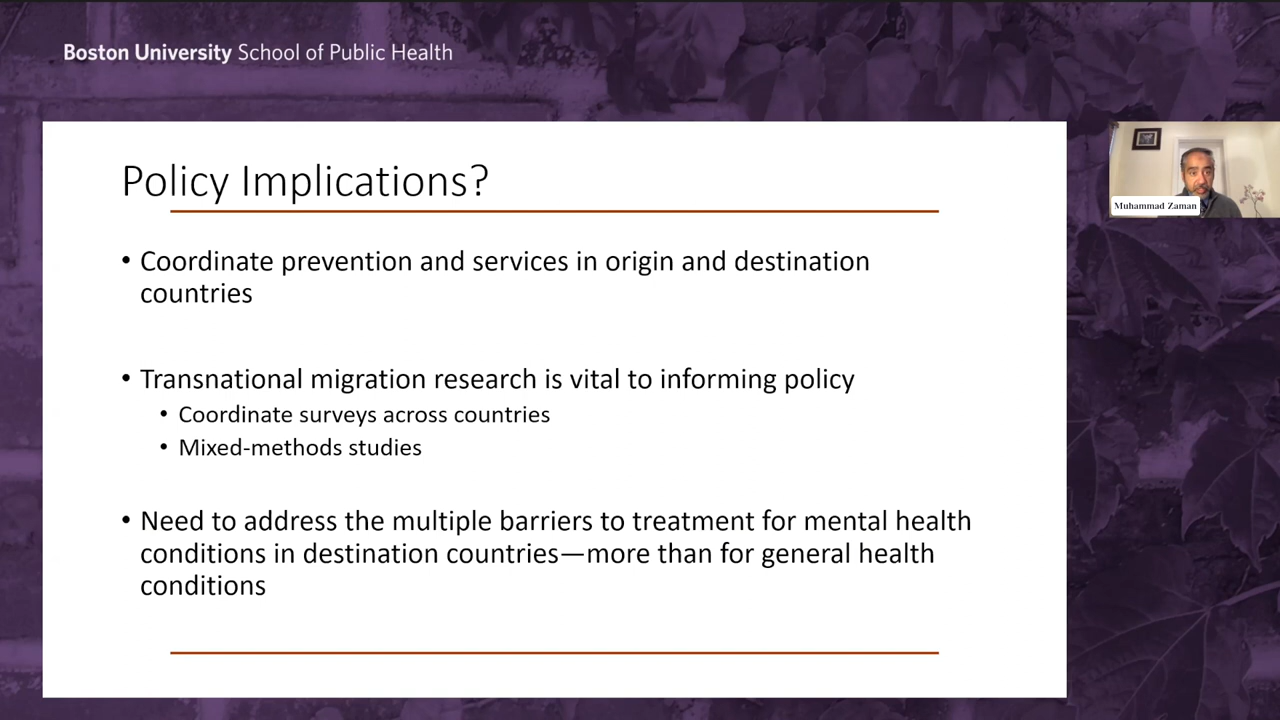 Boston University School of Public Health
Policy Implications?
• Coordinate prevention and services in origin and destination
countries
• Transnational migration research is vital to informing policy
• Coordinate surveys across countries
• Mixed-methods studies
• Need to address the multiple barriers to treatment for mental health
conditions in destination countries—more than for general health
conditions
Muhammad Zaman